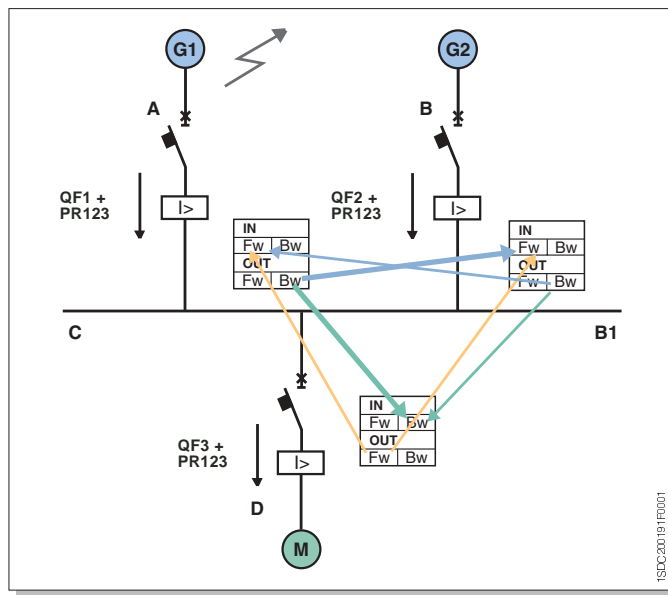 G1
G2
A
B
QF1 +
PR123
I>
QF2 +
PR123
I>
IN
Fw Bw
OUT
Fw Bw
IN
Fw Bw
OUT
Fw Bw
C
B1
IN
Fw Bw
OUT
Fw Bw
QF3 +
PR123
I>
D
M
1SDC200191F0001